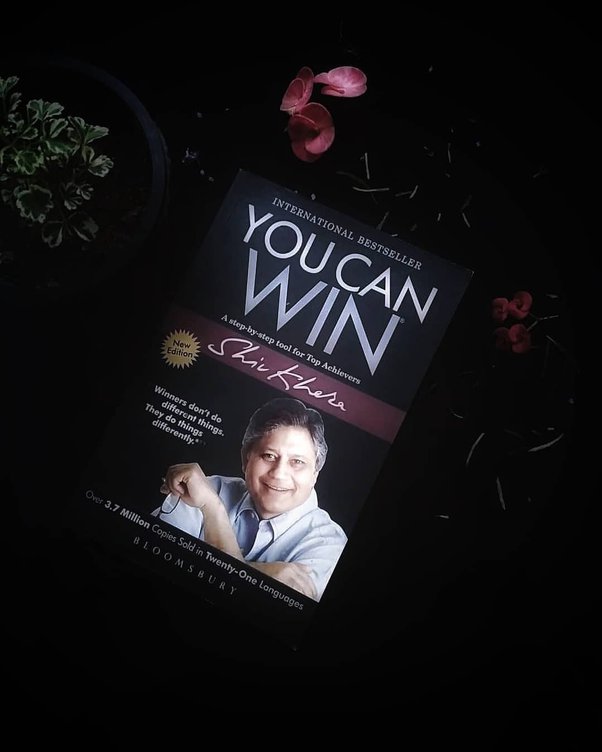 INTERNATIONAL BESTSELLER
YOU CAN
WIN®
A step-by-step tool for Top Achievers
Shiv Khera
New
Edition
Winners don't do
different things.
They do things
differently.®
Over 3.7 Million Copies Sold in Twenty-One Languages
BLOOMSBURY